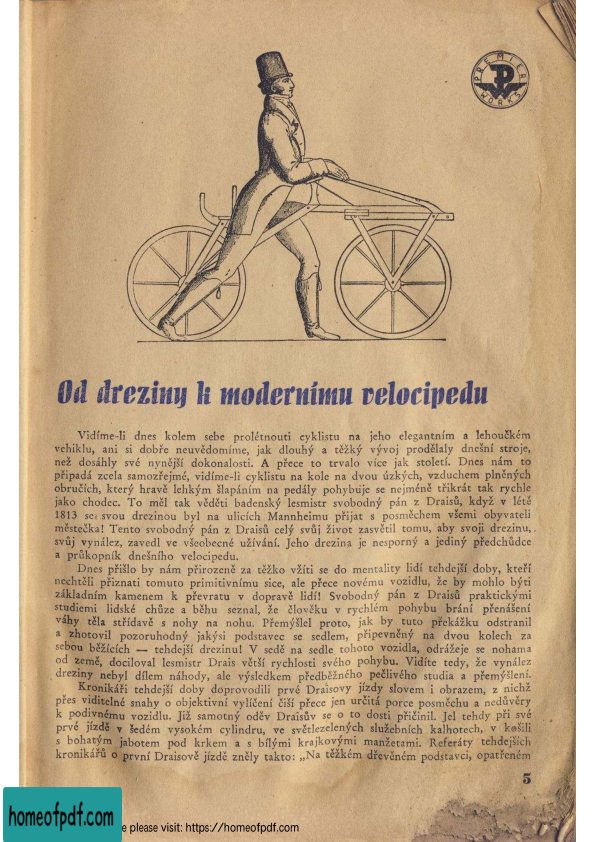 PREMIER
WORKS
Od dreziny k modernímu velocipedu
Vidíme-li dnes kolem sebe prolétnouti cyklistu na jeho elegantním a lehoučkém
vehiklu, ani si dobře neuvědomíme, jak dlouhý a těžký vývoj prodělaly dnešní stroje,
než dosáhly své nynější dokonalosti. A přece to trvalo více jak století. Dnes nám to
připadá zcela samozřejmé, vidíme-li cyklistu na kole na dvou úzkých, vzduchem plněných
obručích, který hravě lehkým šlapáním na pedály pohybuje se nejméně třikrát tak rychle
jako chodec. To měl tak věděti badenský lesmistr svobodný pán z Draisů, když v létě
1813 se svou drezinou byl na ulicích Mannheimu přijat s posměchem všemi obyvateli
městečka! Tento svobodný pán z Draisů celý svůj život zasvětil tomu, aby svoji drezinu,
svůj vynález, zavedl ve všeobecné užívání. Jeho drezina je nesporný a jediný předchůdce
a průkopník dnešního velocipedu.
Dnes přišlo by nám přirozeně za těžko vžíti se do mentality lidí tehdejší doby, kteří
nechtěli přiznati tomuto primitivnímu sice, ale přece novému vozidlu, že by mohlo býti
základním kamenem k převratu v dopravě lidí! Svobodný pán z Draisů praktickými
studiemi lidské chůze a běhu seznal, že člověku v rychlém pohybu brání přenášení
váhy těla střídavě s nohy na nohu. Přemýšlel proto, jak by tuto překážku odstranil
a zhotovil pozoruhodný jakýsi podstavec se sedlem, připevněný na dvou kolech za
sebou běžících — tehdejší drezinu! V sedě na sedle tohoto vozidla, odrážeje se nohama
od země, dociloval lesmistr Drais větší rychlosti svého pohybu. Vidíte tedy, že vynález
dreziny nebyl dílem náhody, ale výsledkem předběžného pečlivého studia a přemýšlení.
Kronikáři tehdejší doby doprovodili prvé Draisovy jízdy slovem i obrazem, z nichž
přes viditelné snahy o objektivní vylíčení čiší přece jen určitá porce posměchu a nedůvěry
k podivnému vozidlu. Již samotný oděv Draisův se o to dosti přičinil. Jel tehdy při své
prvé jízdě v šedém vysokém cylindru, ve světlezelených služebních kalhotech, v košili
s bohatým jabotem pod krkem a s bílými krajkovými manžetami. Referáty tehdejších
kronikářů o první Draisově jízdě zněly takto: „Na těžkém dřevěném podstavci, opatřeném
5
homeofpdf.com
e please visit: https://homeofpdf.com